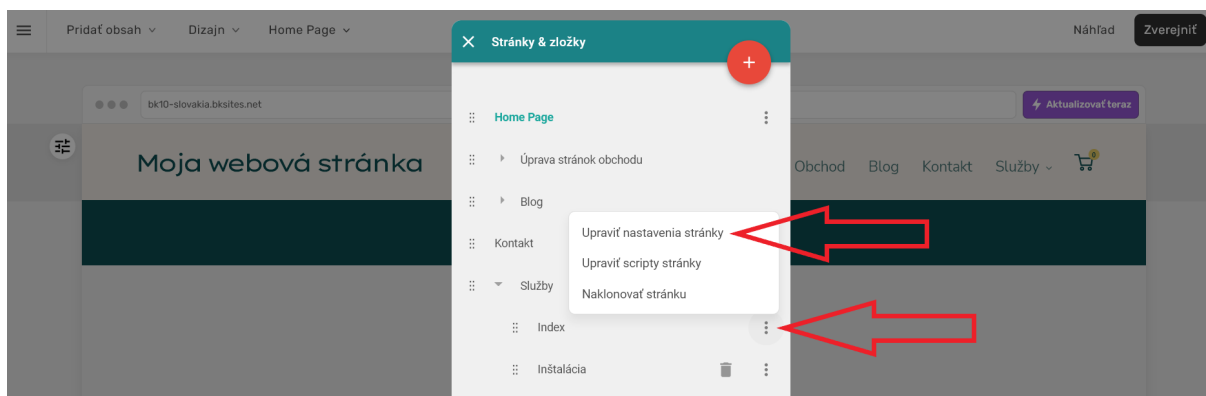 Pridať obsah Dizajn Home Page
Náhľad Zverejniť
Stránky & zložky
+
bk10-slovakia.bksites.net
Aktualizovať teraz
Moja webová stránka
Obchod Blog Kontakt Služby
0
Home Page
Úprava stránok obchodu
Blog
Kontakt
Služby
Upraviť nastavenia stránky
Upraviť scripty stránky
Naklonovať stránku
Index
Inštalácia